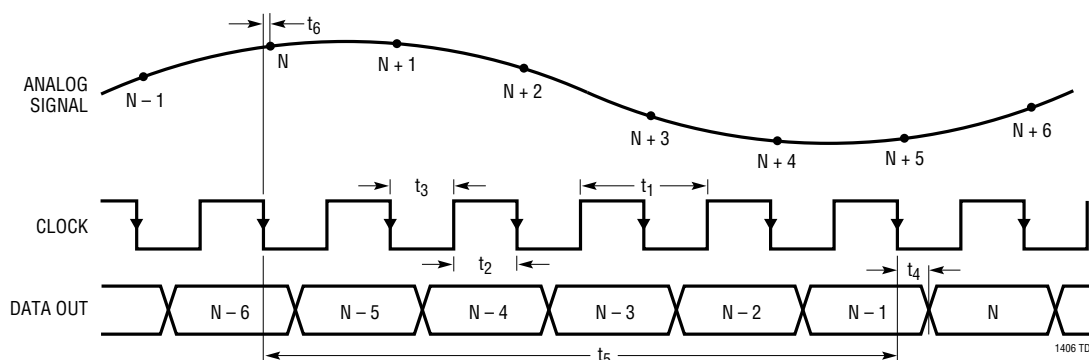 t6
N
N + 1
ANALOG
SIGNAL
N – 1
N + 2
N + 3
N + 4
N + 5
N + 6
t3
t1
CLOCK
t2
t4
DATA OUT
N – 6
N – 5
N – 4
N – 3
N – 2
N – 1
N
t5
1406 TD